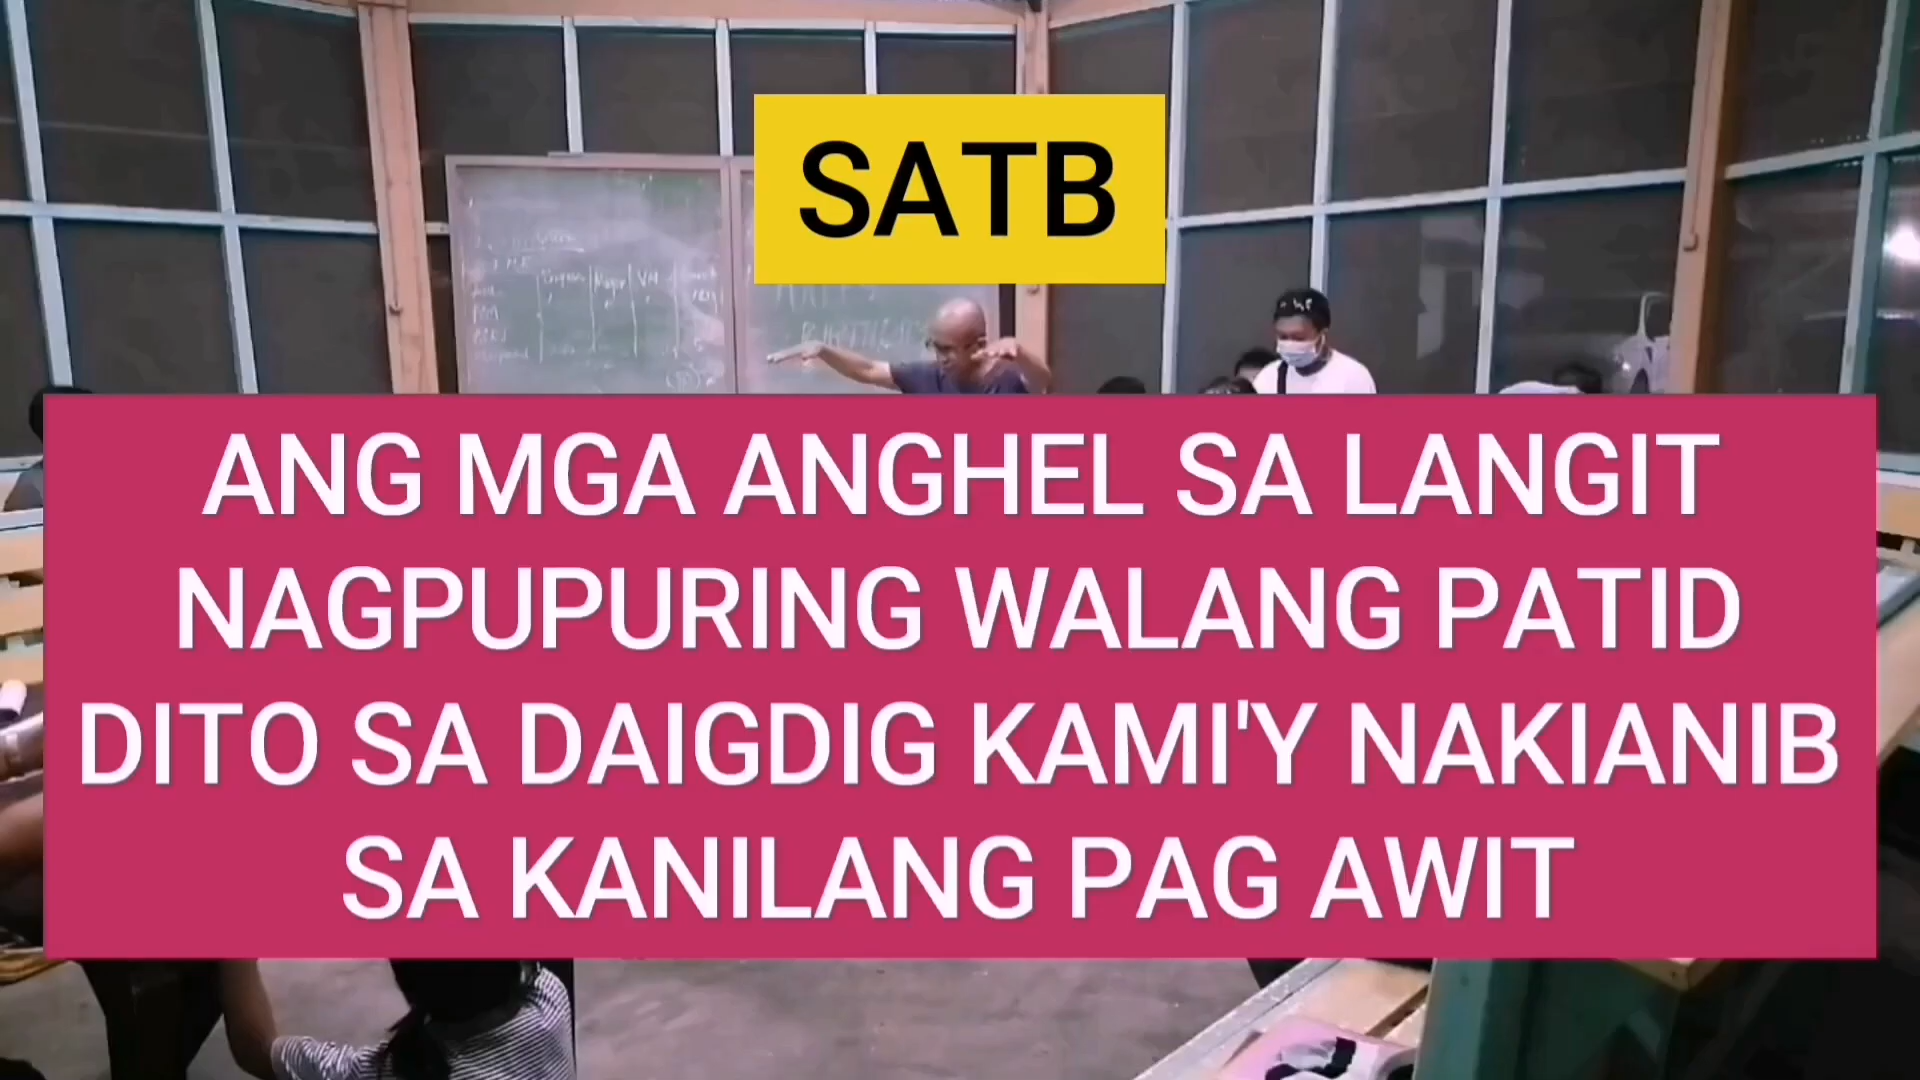 SATB
ANG MGA ANGHEL SA LANGIT
NAGPUPURING WALANG PATID
DITO SA DAIGDIG KAMI'Y NAKIANIB
SA KANILANG PAG AWIT